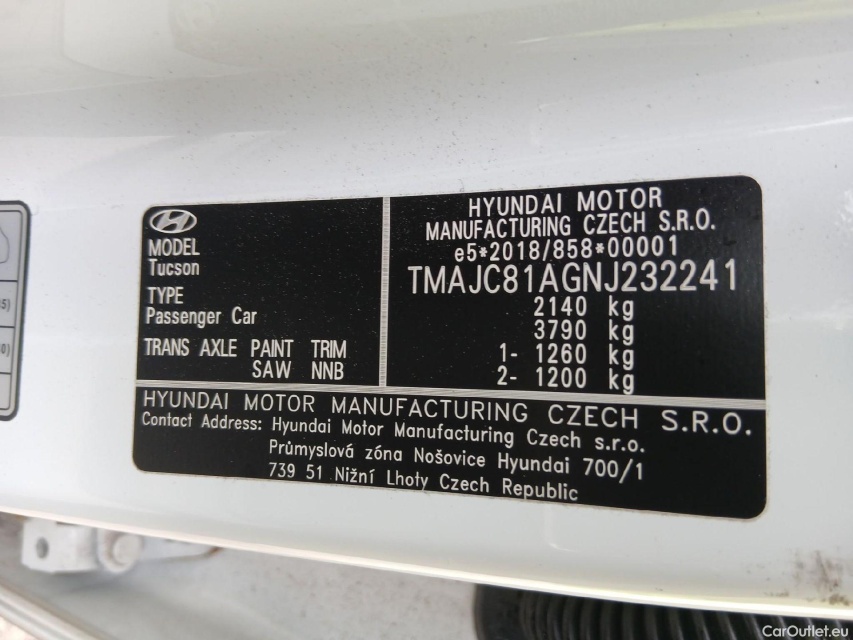 MODEL
Tucson
TYPE
Passenger Car
TRANS AXLE PAINT TRIM
SAW NNB
HYUNDAI MOTOR
MANUFACTURING CZECH S.R.O.
e5*2018/858*00001
TMAJC81AGNJ232241
2140 kg
3790 kg
1- 1260 kg
2- 1200 kg
HYUNDAI MOTOR MANUFACTURING CZECH S.R.O.
Contact Address: Hyundai Motor Manufacturing Czech s.r.o.
Průmyslová zóna Nošovice Hyundai 700/1
739 51 Nižní Lhoty Czech Republic
CarOutlet.eu